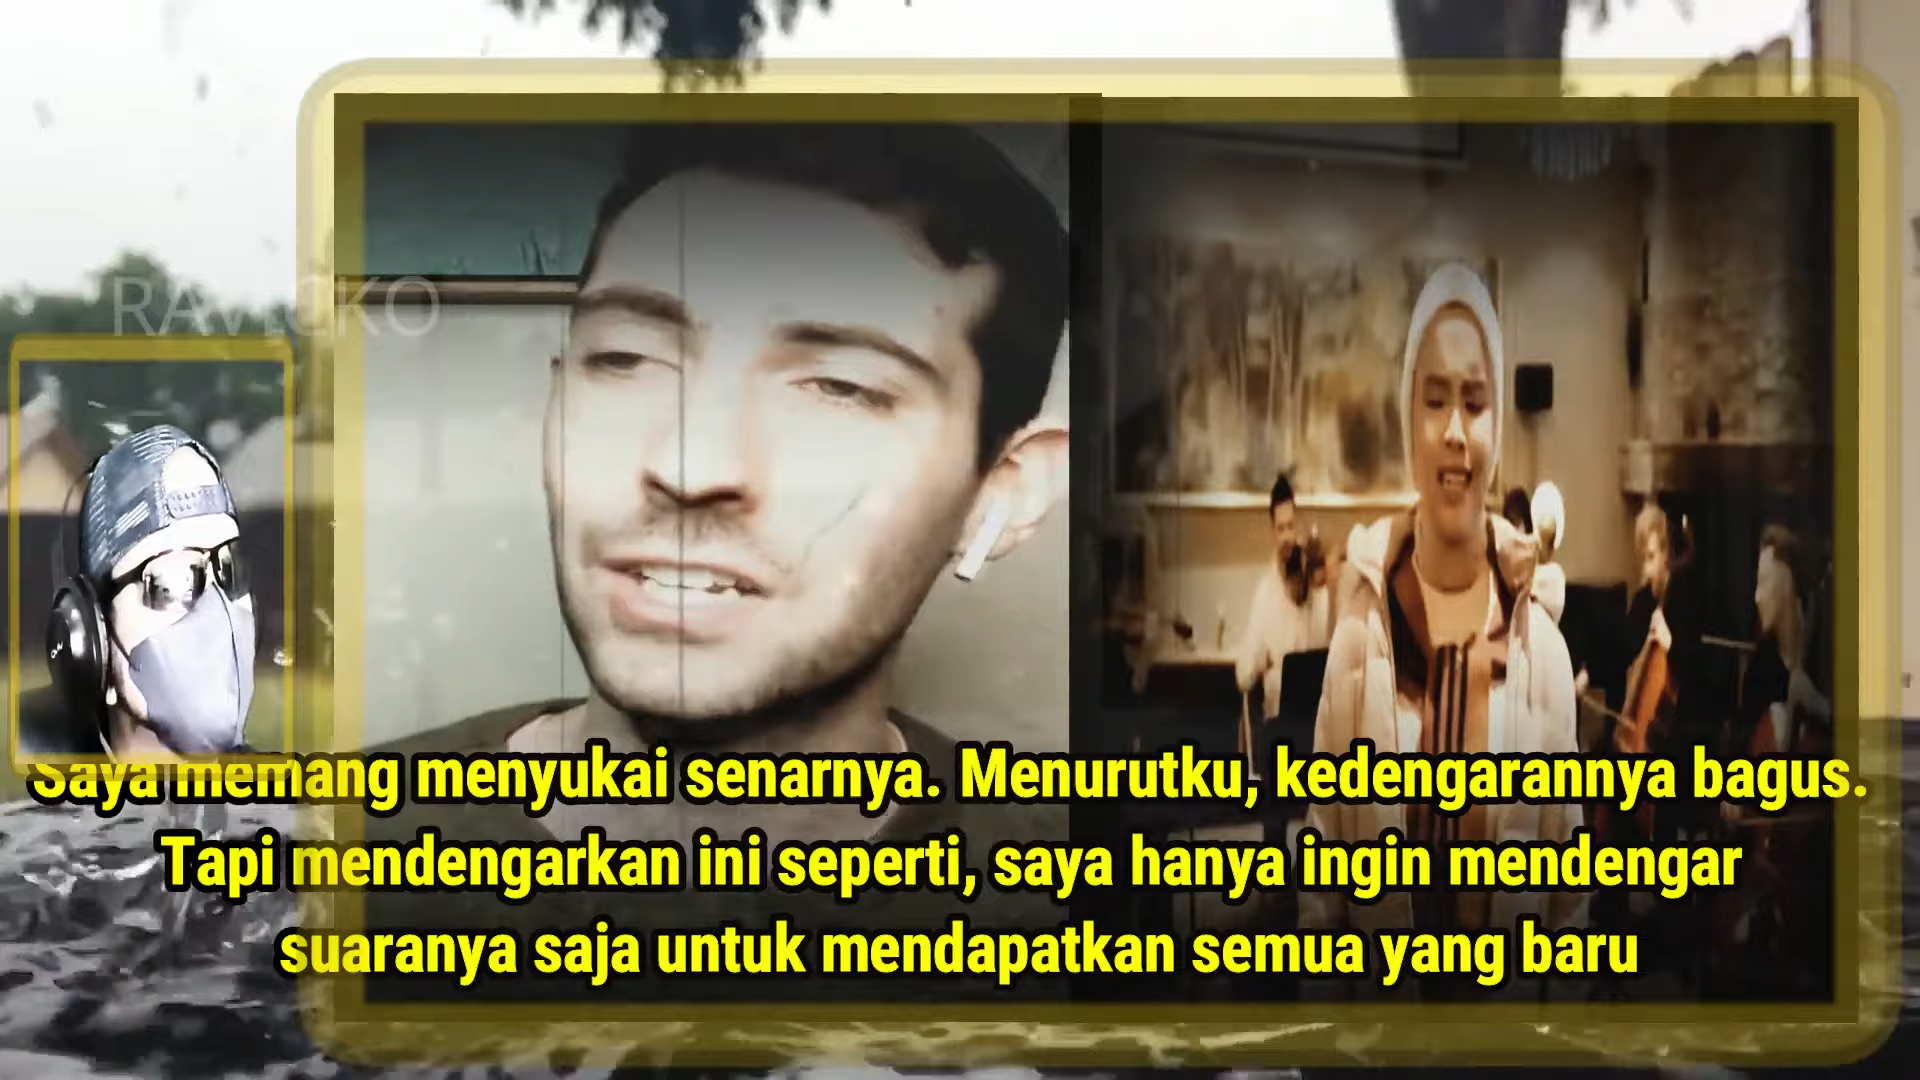 RAVICKO
Saya memang menyukai senarnya. Menurutku, kedengarannya bagus.
Tapi mendengarkan ini seperti, saya hanya ingin mendengar
suaranya saja untuk mendapatkan semua yang baru